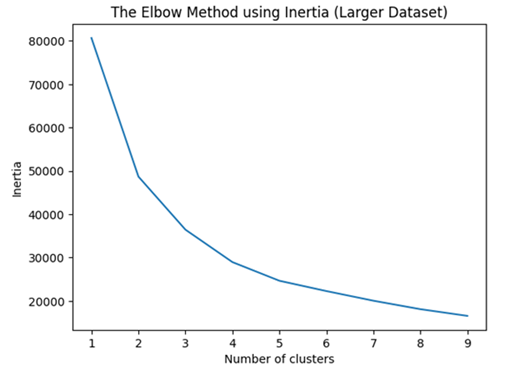 The Elbow Method using Inertia (Larger Dataset)
80000
70000
60000
50000
40000
30000
20000
Inertia
1 2 3 4 5 6 7 8 9
Number of clusters